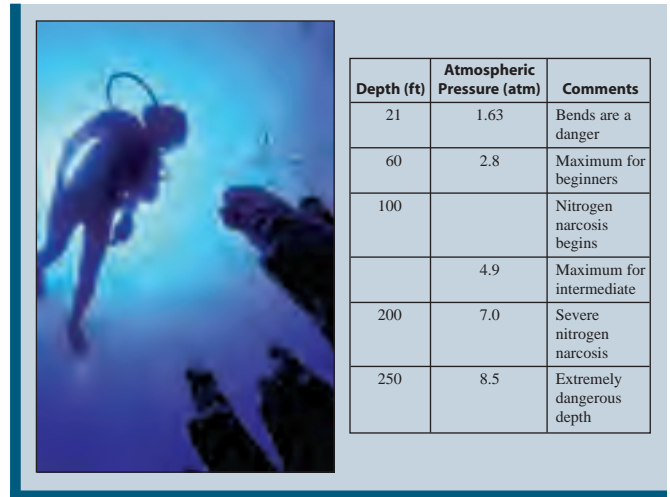 Atmospheric
Depth (ft) Pressure (atm) Comments
21 1.63 Bends are a
danger
60 2.8 Maximum for
beginners
100 Nitrogen
narcosis
begins
4.9 Maximum for
intermediate
200 7.0 Severe
nitrogen
narcosis
250 8.5 Extremely
dangerous
depth